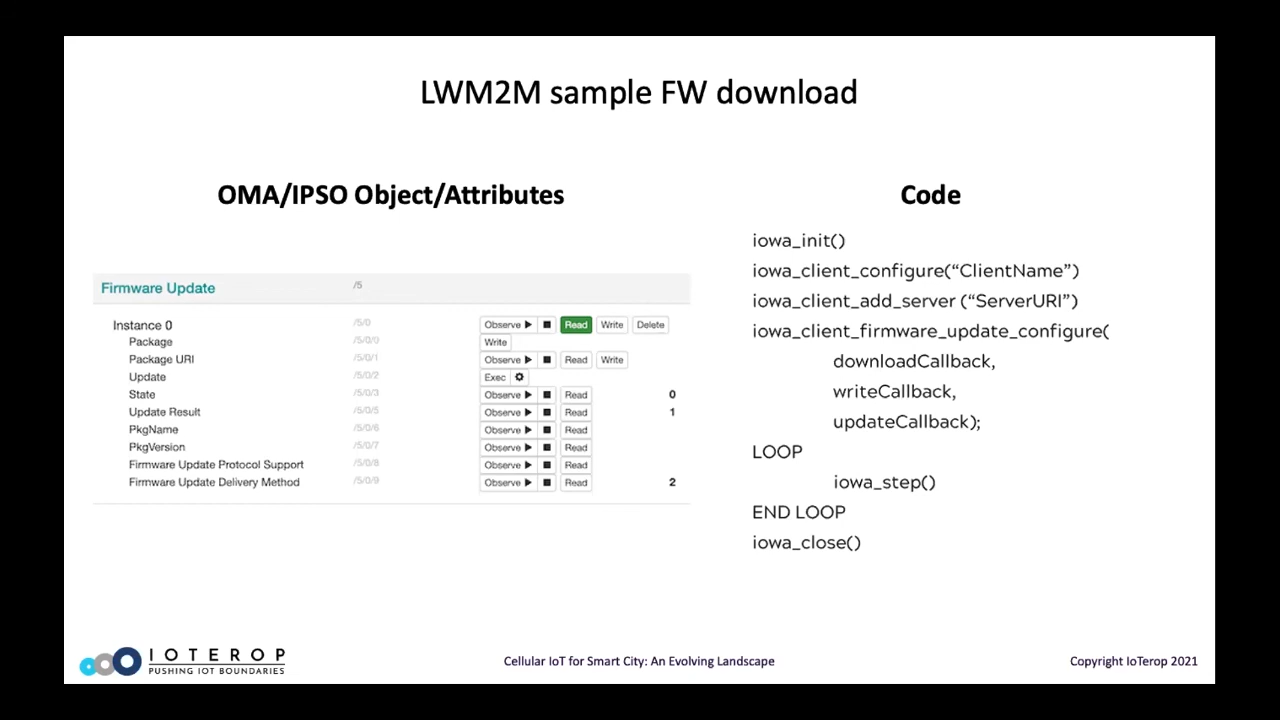 LWM2M sample FW download
OMA/IPSO Object/Attributes
Firmware Update /5
Instance 0 /5/0 Observe Read Write Delete
Package /5/0/0 Write
Package URI /5/0/1 Observe Read Write
Update /5/0/2 Exec
State /5/0/3 Observe Read 0
Update Result /5/0/5 Observe Read 1
PkgName /5/0/6 Observe Read
PkgVersion /5/0/7 Observe Read
Firmware Update Protocol Support /5/0/8 Observe Read
Firmware Update Delivery Method /5/0/9 Observe Read 2
Code
iowa_init()
iowa_client_configure(“ClientName”)
iowa_client_add_server (“ServerURI”)
iowa_client_firmware_update_configure(
downloadCallback,
writeCallback,
updateCallback);
LOOP
iowa_step()
END LOOP
iowa_close()
IOTEROP
PUSHING IOT BOUNDARIES
Cellular IoT for Smart City: An Evolving Landscape
Copyright IoTerop 2021